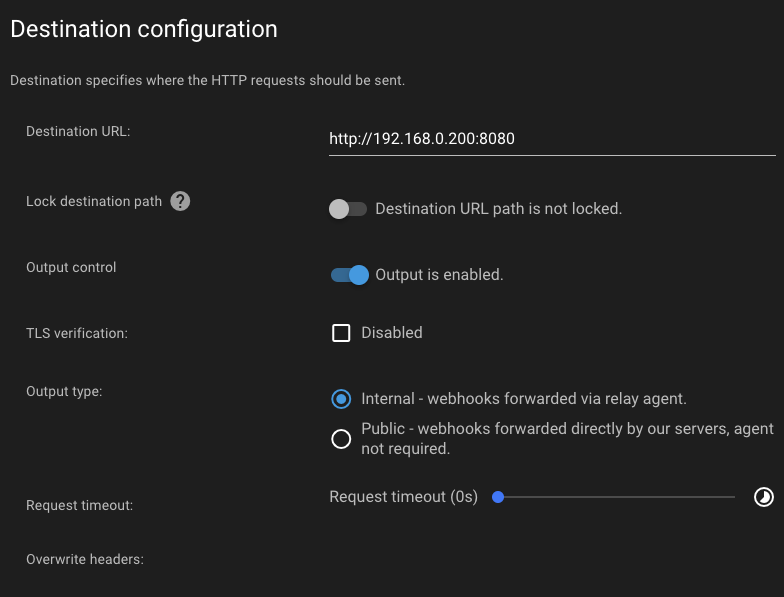 Destination configuration
Destination specifies where the HTTP requests should be sent.
Destination URL:
http://192.168.0.200:8080
Lock destination path ?
Destination URL path is not locked.
Output control
Output is enabled.
TLS verification:
Disabled
Output type:
Internal - webhooks forwarded via relay agent.
Public - webhooks forwarded directly by our servers, agent
not required.
Request timeout:
Request timeout (0s)
Overwrite headers: